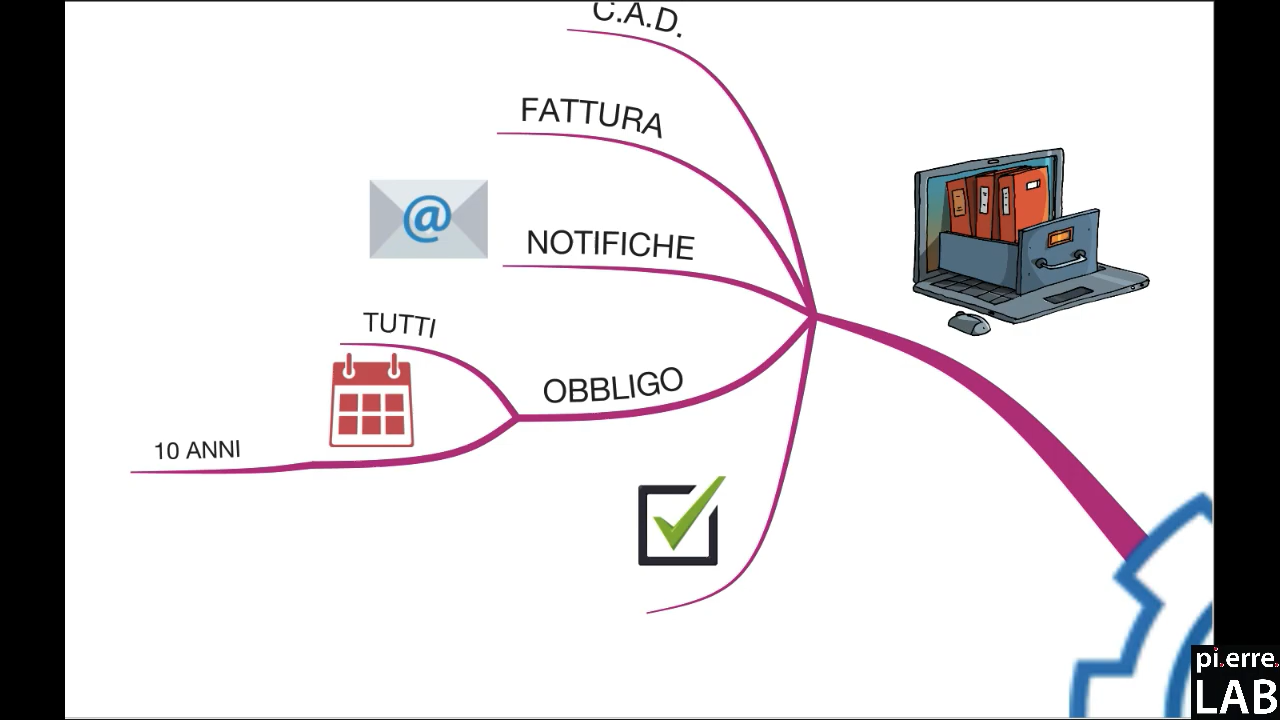 C.A.D.
FATTURA
@
NOTIFICHE
TUTTI
OBBLIGO
10 ANNI
pi.erre.
LAB